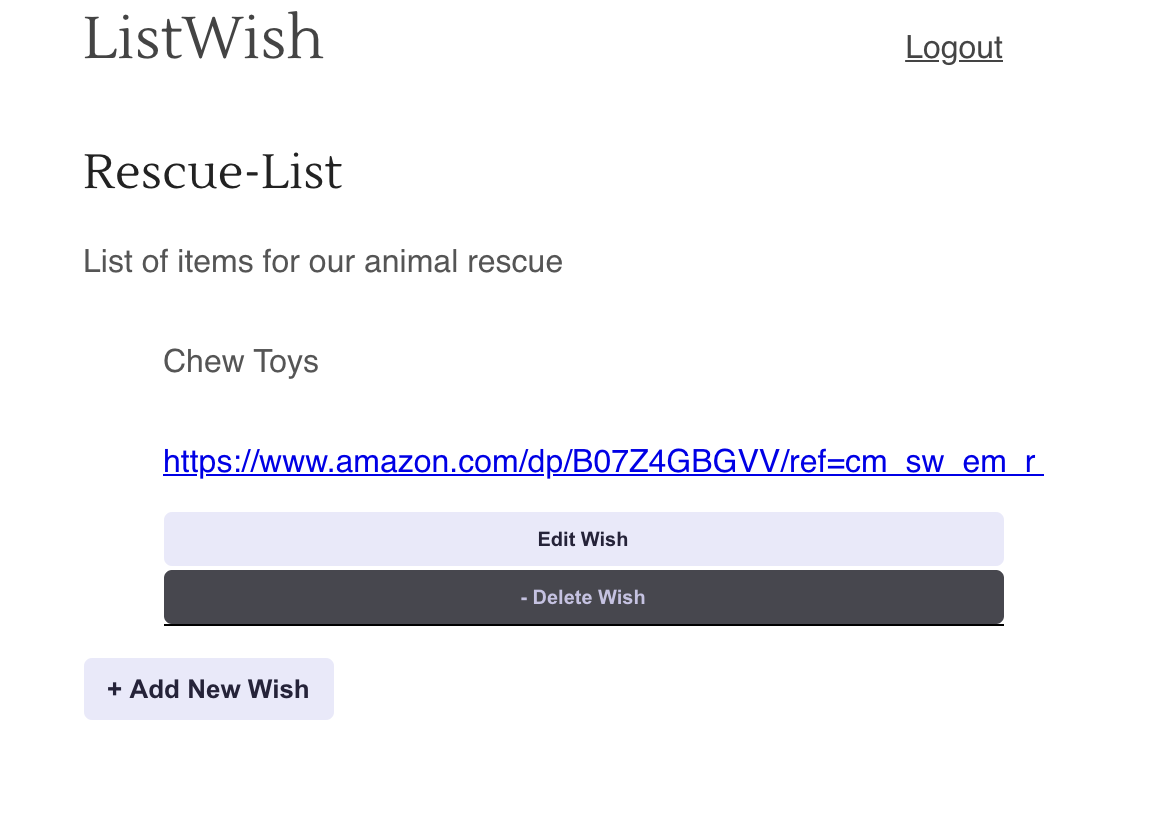 ListWish
Logout
Rescue-List
List of items for our animal rescue
Chew Toys
https://www.amazon.com/dp/B07Z4GBGVV/ref=cm_sw_em_r_
Edit Wish
- Delete Wish
+ Add New Wish